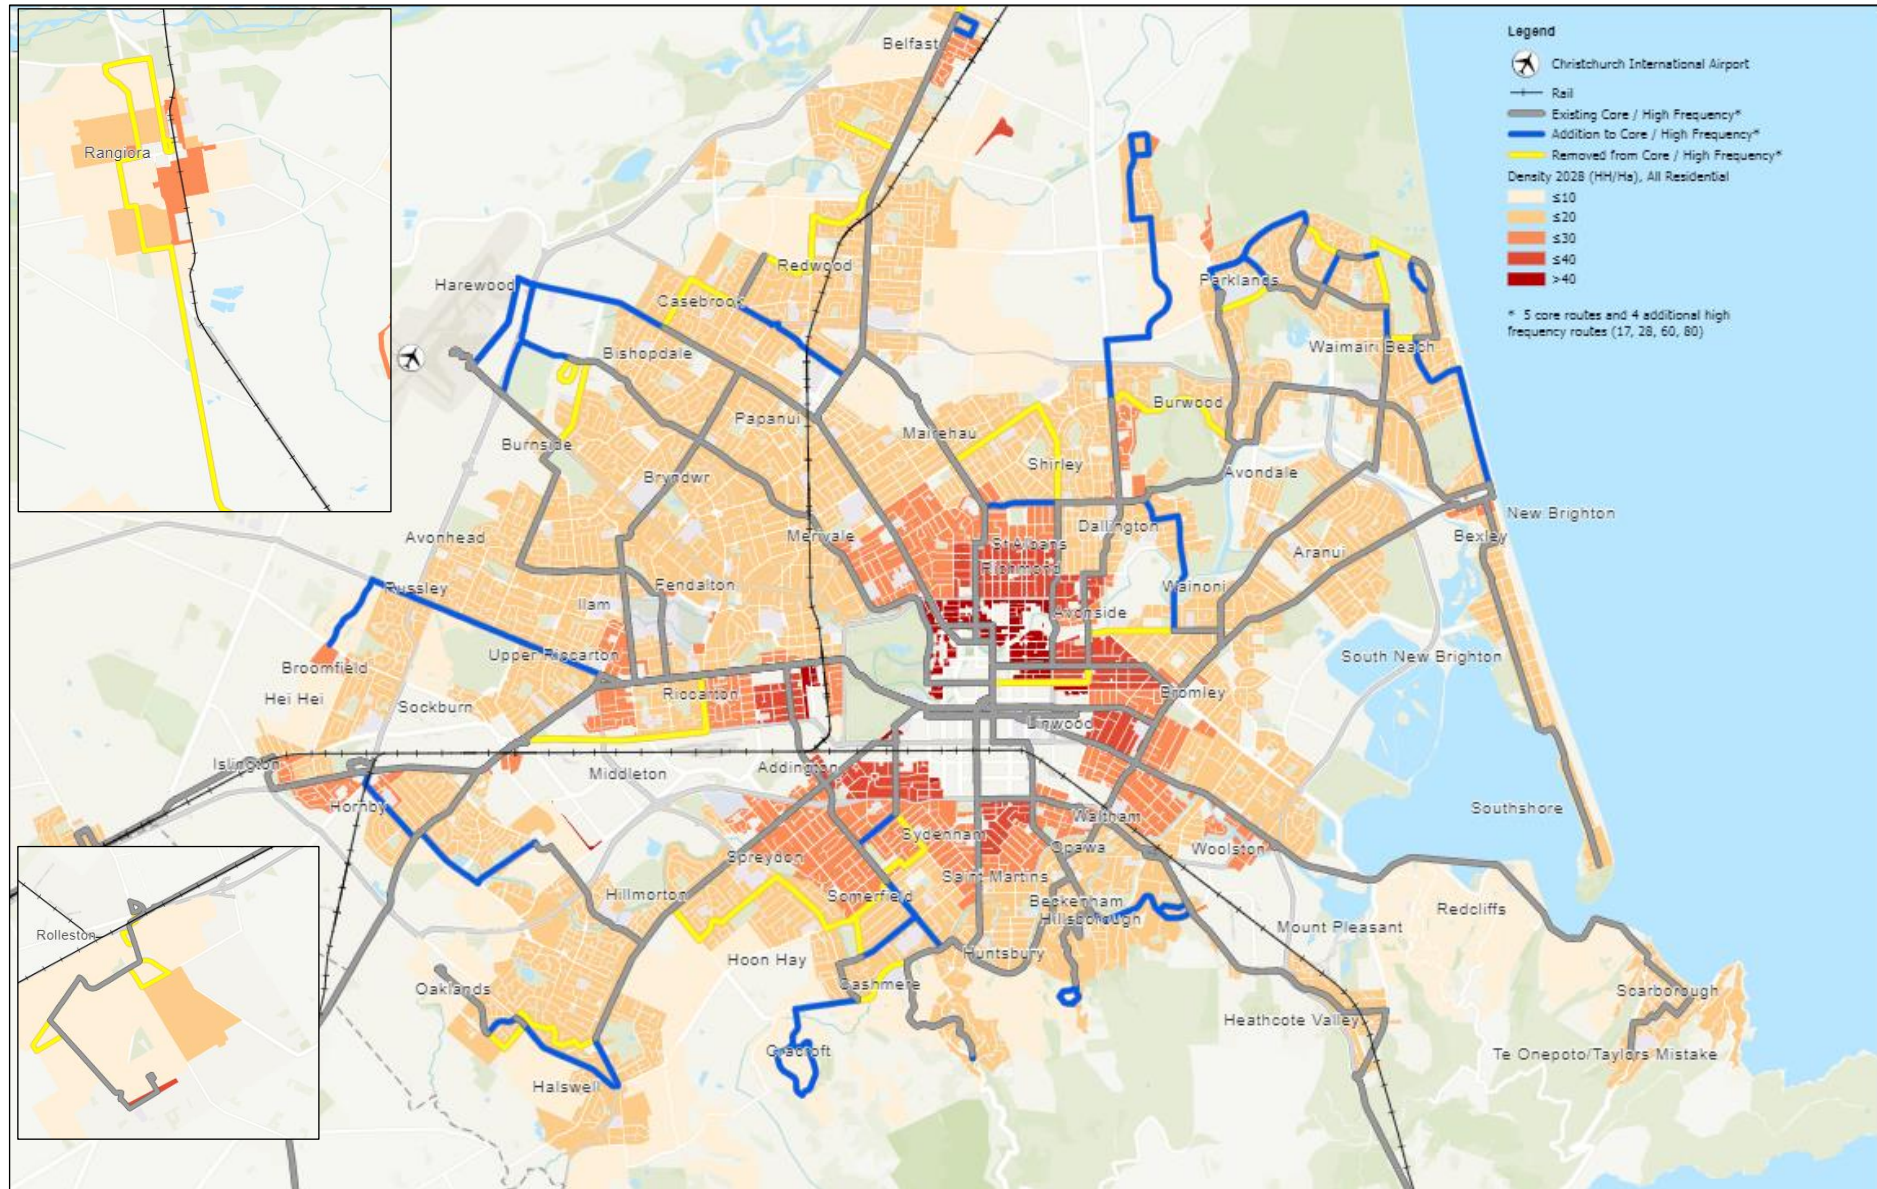 Legend
Christchurch International Airport
Rail
Existing Core / High Frequency*
Addition to Core / High Frequency*
Removed from Core / High Frequency*
Density 2028 (HH/Ha), All Residential
≤10
≤20
≤30
≤40
>40
* 5 core routes and 4 additional high
frequency routes (17, 28, 60, 80)
Belfast
Rangiora
Redwood
Harewood
Casebrook
Parklands
Bishopdale
Waimairi Beach
Papanui
Burwood
Mairehau
Burnside
Shirley
Bryndwr
Avondale
New Brighton
Avonhead
Merivale
Dallington
Bexley
St Albans
Aranui
Richmond
Russley
Fendalton
Wainoni
Ilam
Avonside
Broomfield
Upper Riccarton
South New Brighton
Hei Hei
Riccarton
Bromley
Sockburn
Linwood
Islington
Middleton
Addington
Hornby
Southshore
Sydenham
Waltham
Spreydon
Opawa
Woolston
Saint Martins
Hillmorton
Somerfield
Beckenham
Redcliffs
Hillsborough
Mount Pleasant
Rolleston
Hoon Hay
Huntsbury
Oaklands
Cashmere
Scarborough
Heathcote Valley
Cracroft
Te Onepoto/Taylors Mistake
Halswell